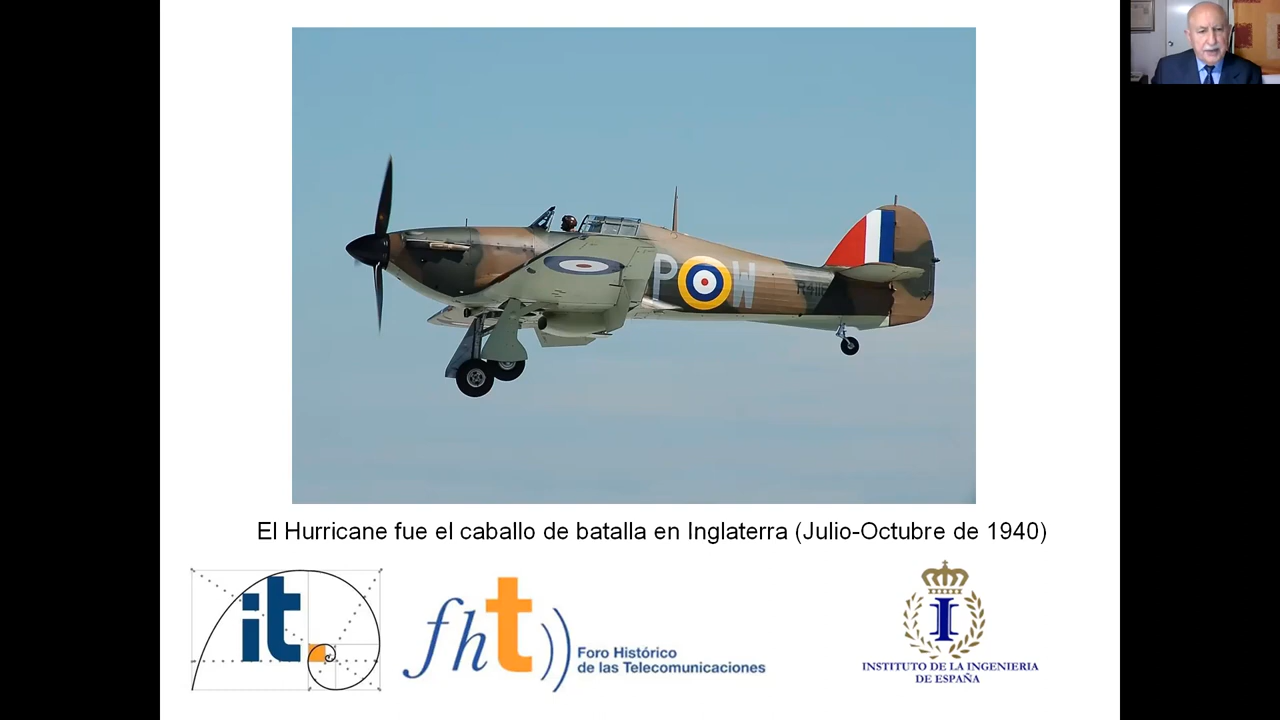 P W
R4118
El Hurricane fue el caballo de batalla en Inglaterra (Julio-Octubre de 1940)
it
fht
Foro Histórico
de las Telecomunicaciones
I
INSTITUTO DE LA INGENIERIA
DE ESPAÑA